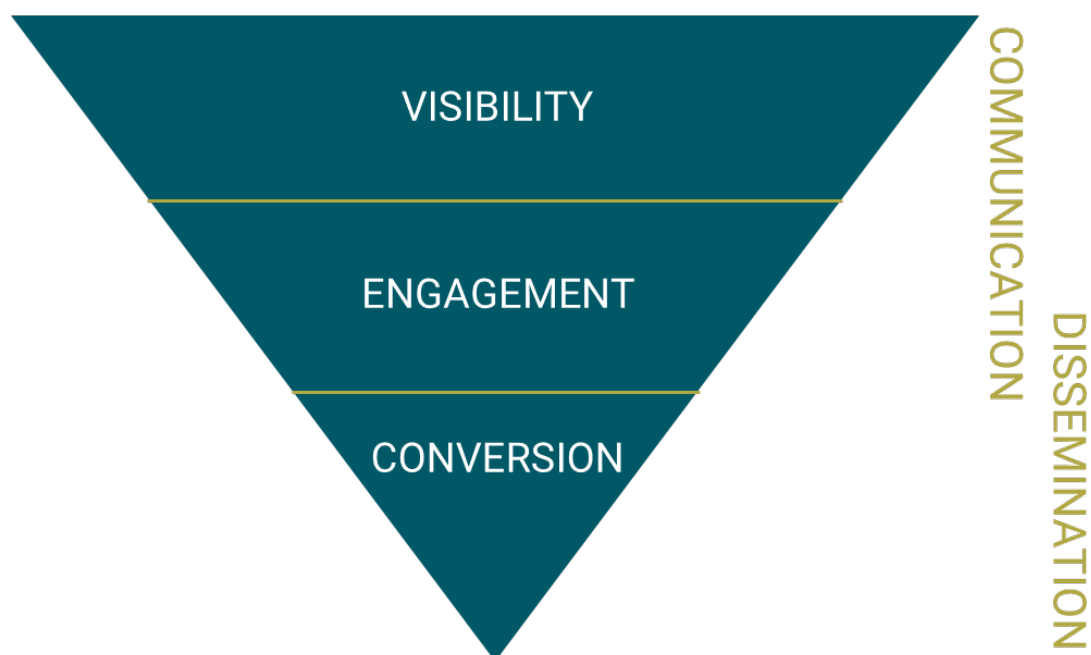 VISIBILITY
ENGAGEMENT
CONVERSION
COMMUNICATION
DISSEMINATION